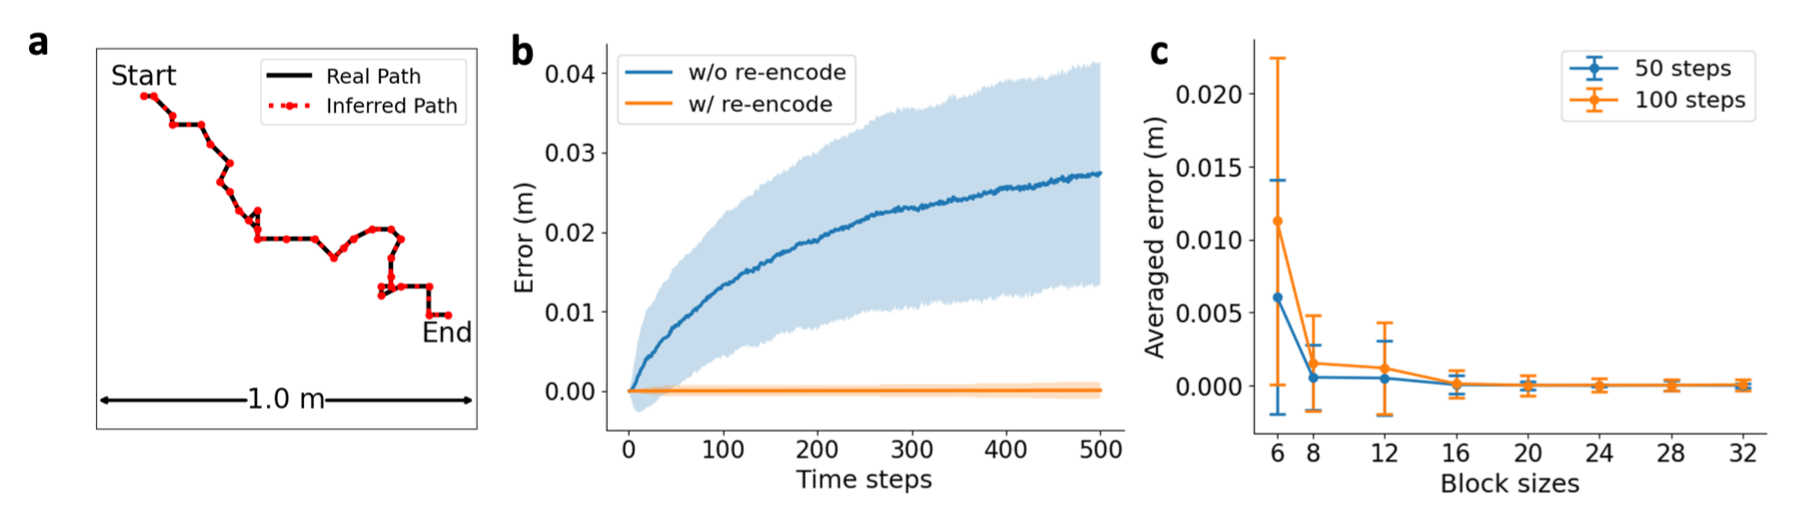 a
Start
Real Path
Inferred Path
End
1.0 m
b
w/o re-encode
w/ re-encode
Error (m)
0.04
0.03
0.02
0.01
0.00
0 100 200 300 400 500
Time steps
c
50 steps
100 steps
Averaged error (m)
0.020
0.015
0.010
0.005
0.000
6 8 12 16 20 24 28 32
Block sizes